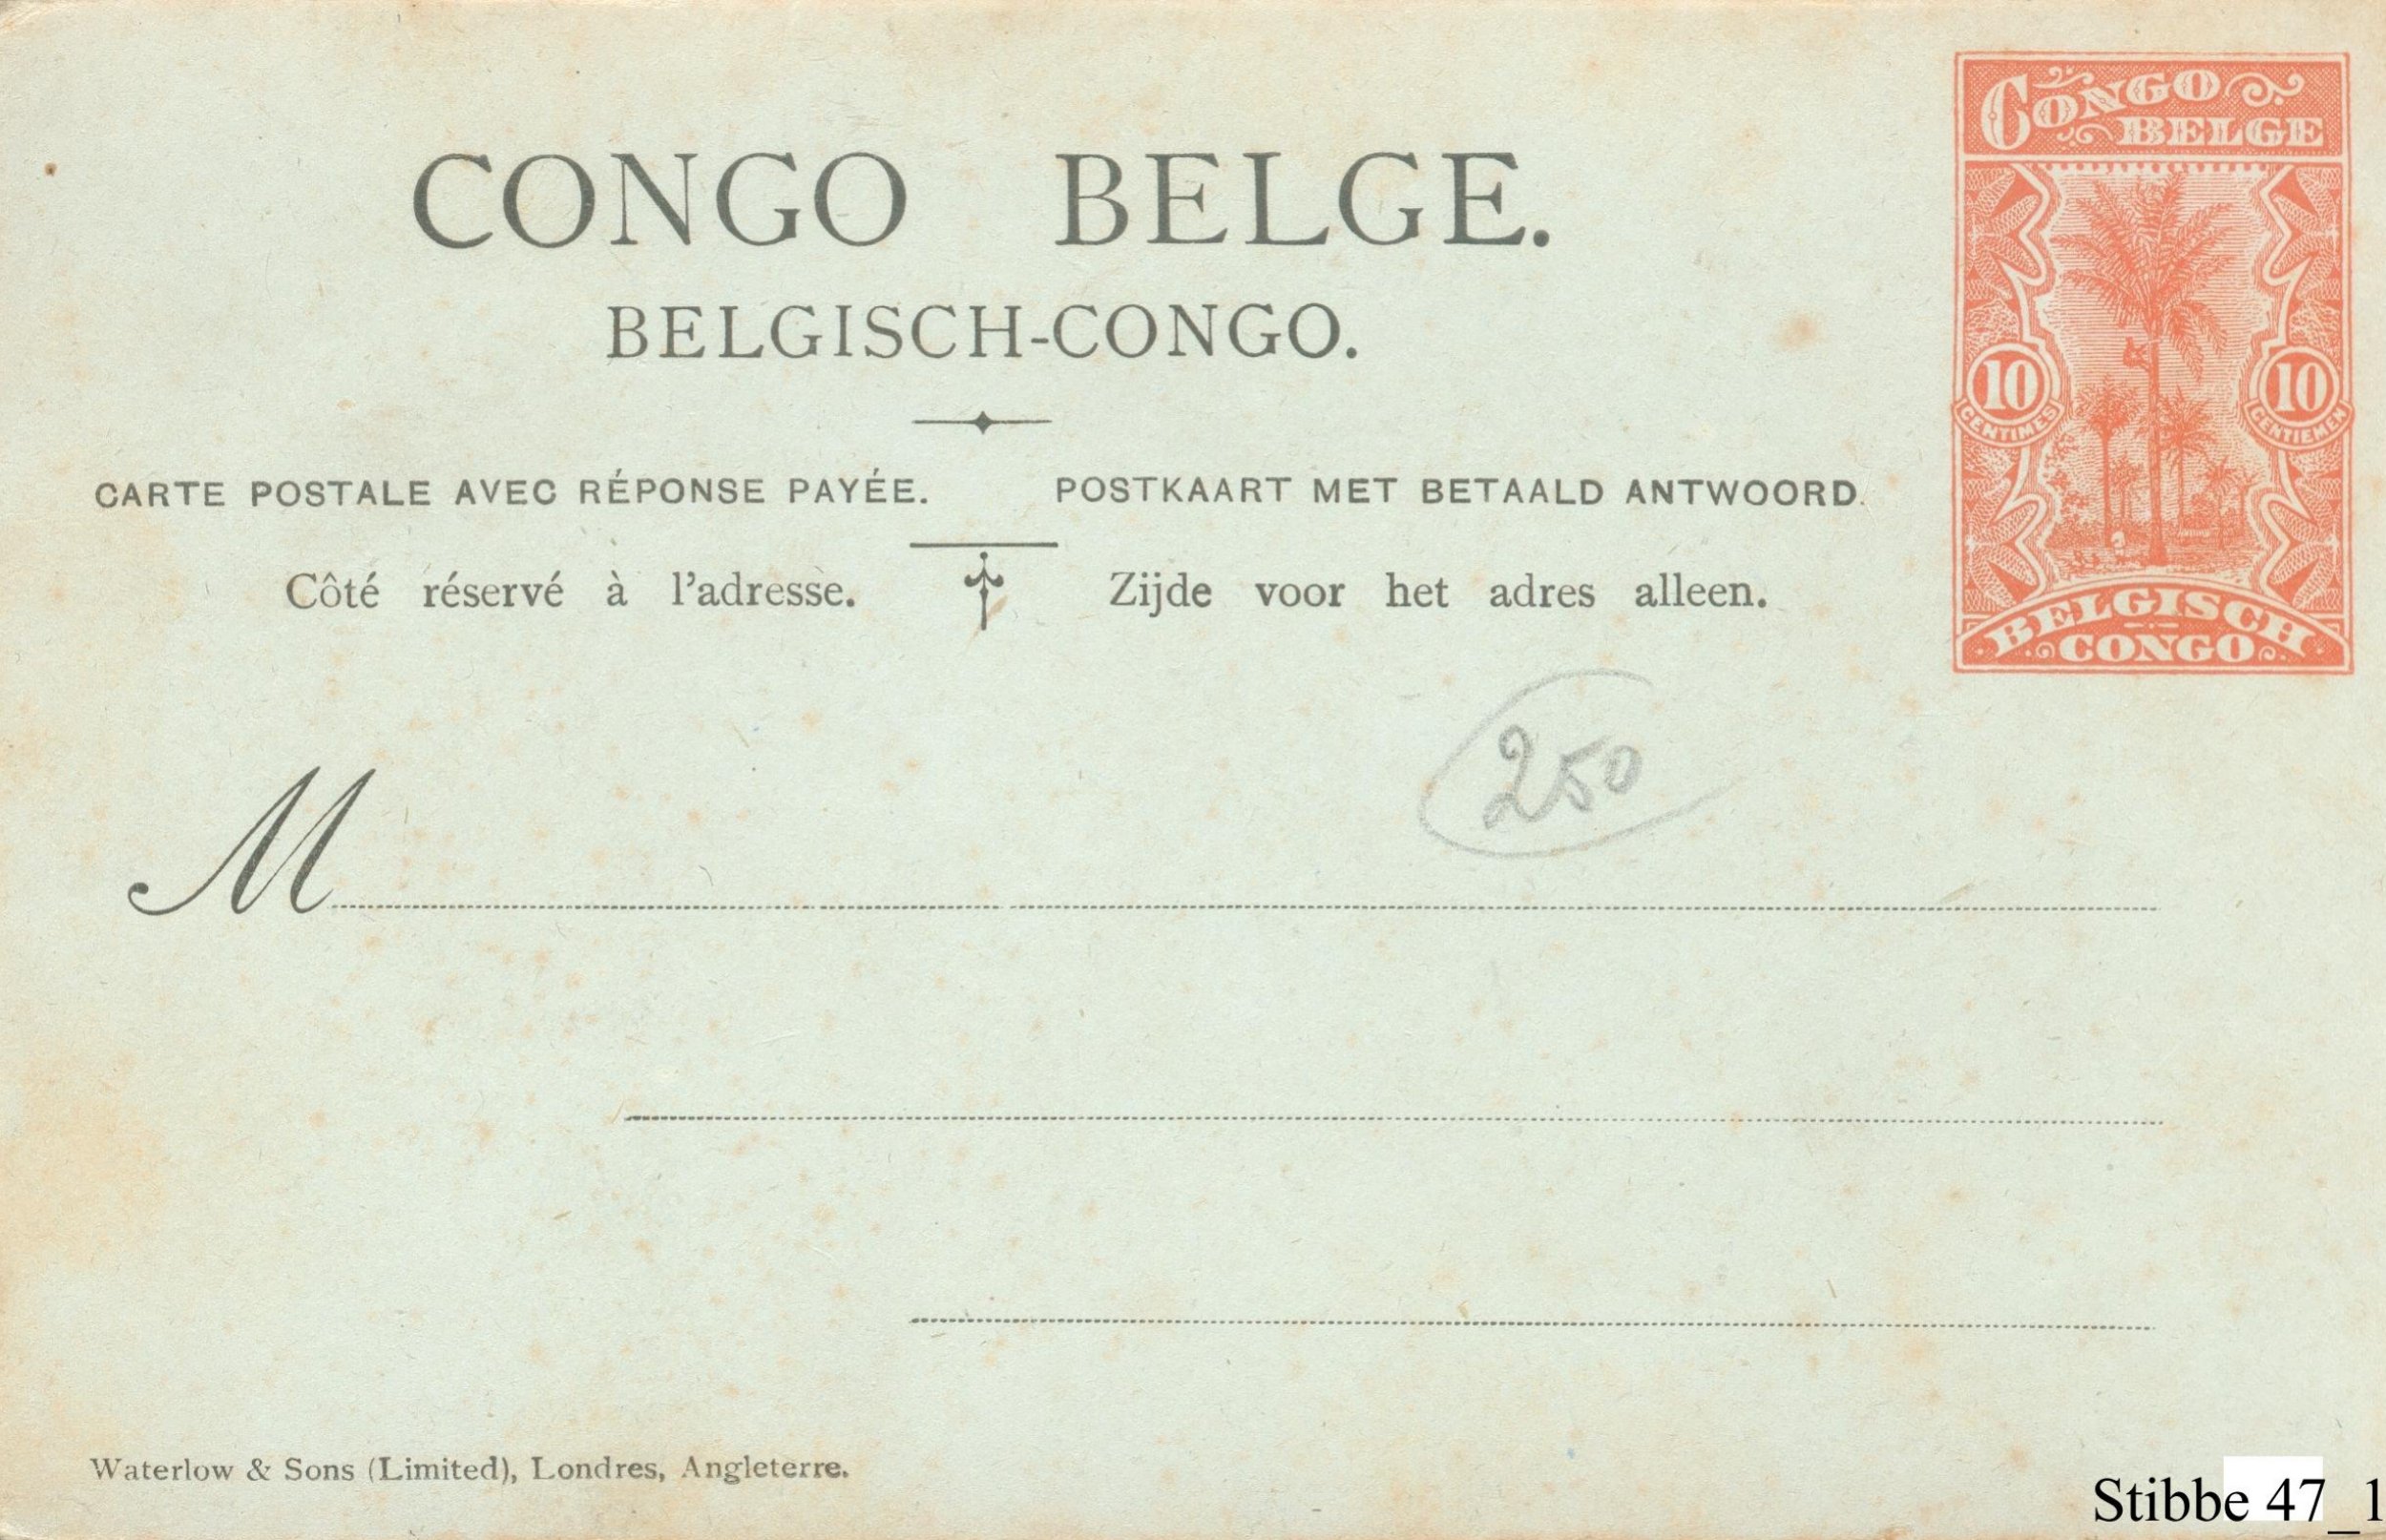 CONGO BELGE
CONGO BELGE.
BELGISCH-CONGO.
10 CENTIMES
10 CENTIEMEN
CARTE POSTALE AVEC RÉPONSE PAYÉE. POSTKAART MET BETAALD ANTWOORD.
Côté réservé à l'adresse. Zijde voor het adres alleen.
BELGISCH
CONGO
250
M
Waterlow & Sons (Limited), Londres, Angleterre.
Stibbe 47_1